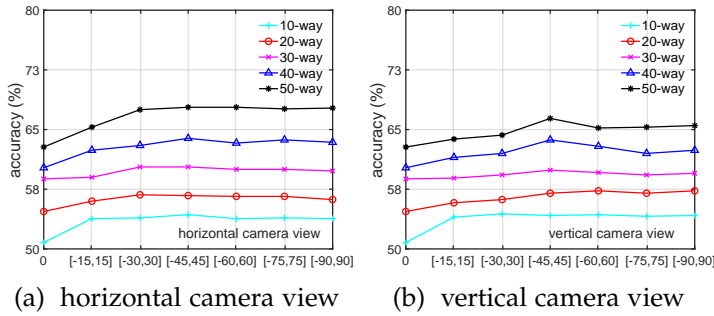 80
73
65
58
50
accuracy (%)
10-way
20-way
30-way
40-way
50-way
horizontal camera view
0 [-15,15] [-30,30] [-45,45] [-60,60] [-75,75] [-90,90]
(a) horizontal camera view
80
73
65
58
50
accuracy (%)
10-way
20-way
30-way
40-way
50-way
vertical camera view
0 [-15,15] [-30,30] [-45,45] [-60,60] [-75,75] [-90,90]
(b) vertical camera view